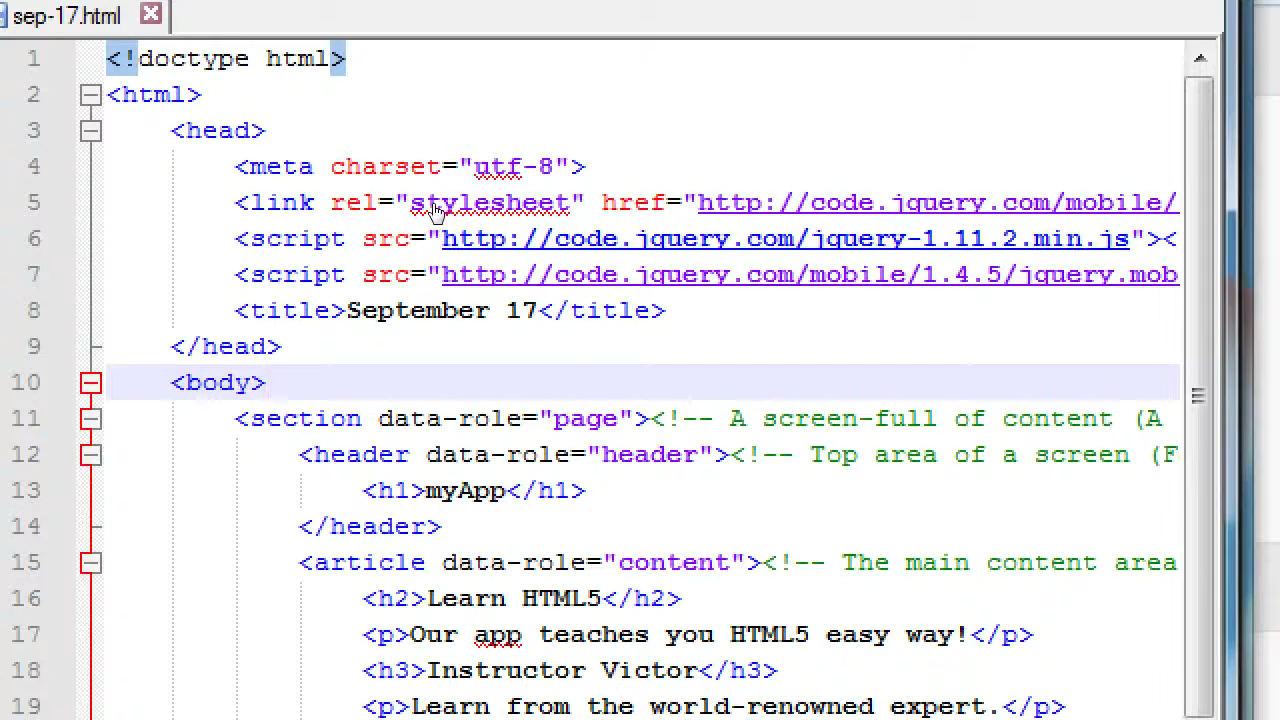 sep-17.html
1 <!doctype html>
2 <html>
3 <head>
4 <meta charset="utf-8">
5 <link rel="stylesheet" href="http://code.jquery.com/mobile/
6 <script src="http://code.jquery.com/jquery-1.11.2.min.js"><
7 <script src="http://code.jquery.com/mobile/1.4.5/jquery.mob
8 <title>September 17</title>
9 </head>
10 <body>
11 <section data-role="page"><!-- A screen-full of content (A
12 <header data-role="header"><!-- Top area of a screen (F
13 <h1>myApp</h1>
14 </header>
15 <article data-role="content"><!-- The main content area
16 <h2>Learn HTML5</h2>
17 <p>Our app teaches you HTML5 easy way!</p>
18 <h3>Instructor Victor</h3>
19 <p>Learn from the world-renowned expert.</p>